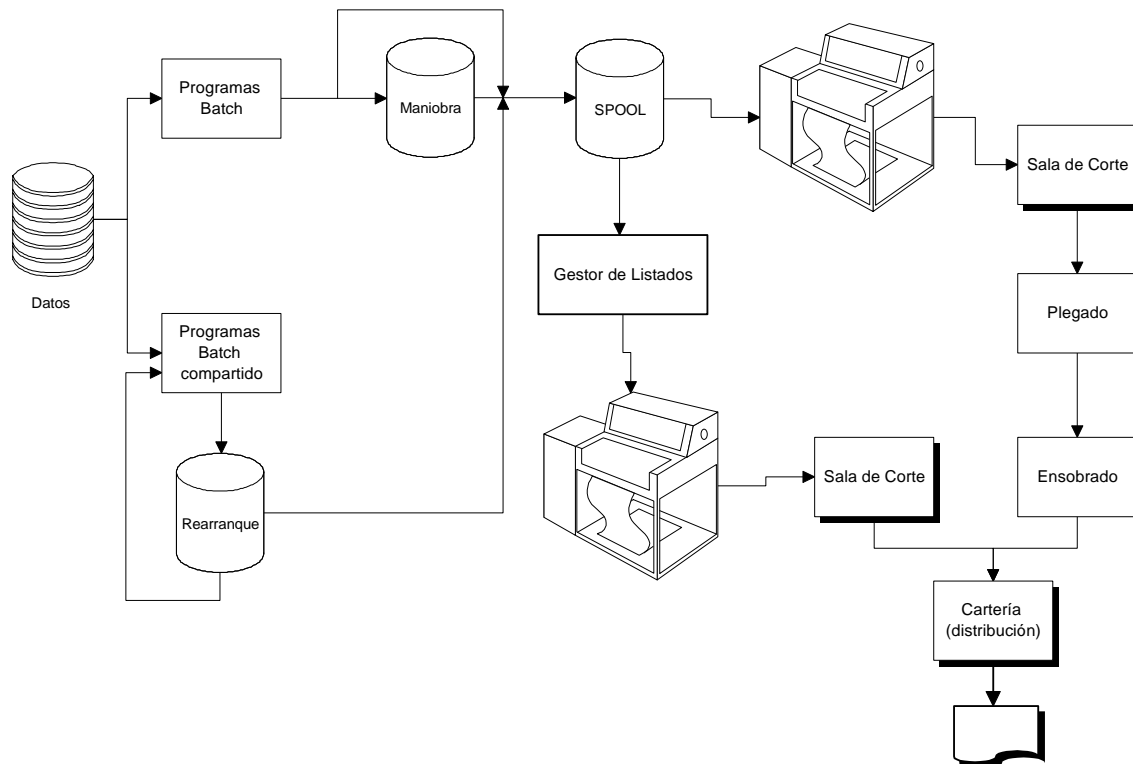 Programas
Batch
Maniobra
SPOOL
Sala de Corte
Datos
Gestor de Listados
Plegado
Programas
Batch
compartido
Rearranque
Sala de Corte
Ensobrado
Cartería
(distribución)